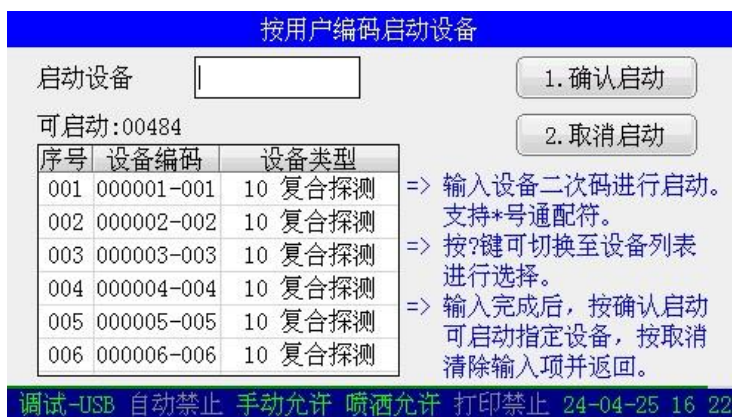 按用户编码启动设备
启动设备
1.确认启动
可启动:00484
2.取消启动
序号 设备编码 设备类型
001 000001-001 10 复合探测
002 000002-002 10 复合探测
003 000003-003 10 复合探测
004 000004-004 10 复合探测
005 000005-005 10 复合探测
006 000006-006 10 复合探测
=> 输入设备二次码进行启动。
支持*号通配符。
=> 按?键可切换至设备列表
进行选择。
=> 输入完成后，按确认启动
可启动指定设备，按取消
清除输入项并返回。
调试-USB 自动禁止 手动允许 喷洒允许 打印禁止 24-04-25 16 22